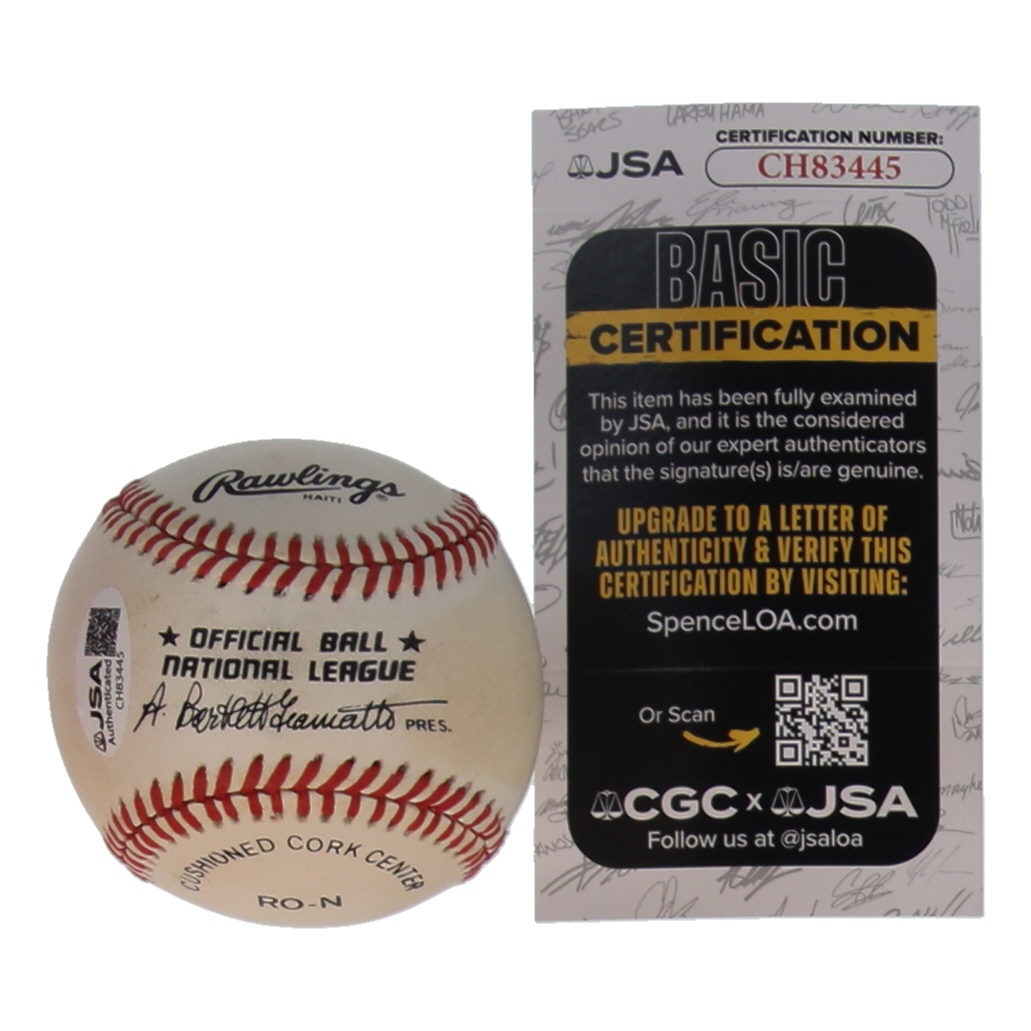 Rawlings®
HAITI
★ OFFICIAL BALL ★
NATIONAL LEAGUE
A. Bartlett Giamatti PRES.
CUSHIONED CORK CENTER
RO-N
JSA
Authenticated
CH83445
LARRY HAMA
CERTIFICATION NUMBER:
JSA
CH83445
TODD
BASIC
CERTIFICATION
This item has been fully examined
by JSA, and it is the considered
opinion of our expert authenticators
that the signature(s) is/are genuine.
UPGRADE TO A LETTER OF
AUTHENTICITY & VERIFY THIS
CERTIFICATION BY VISITING:
SpenceLOA.com
Or Scan
CGC x JSA
Follow us at @jsaloa